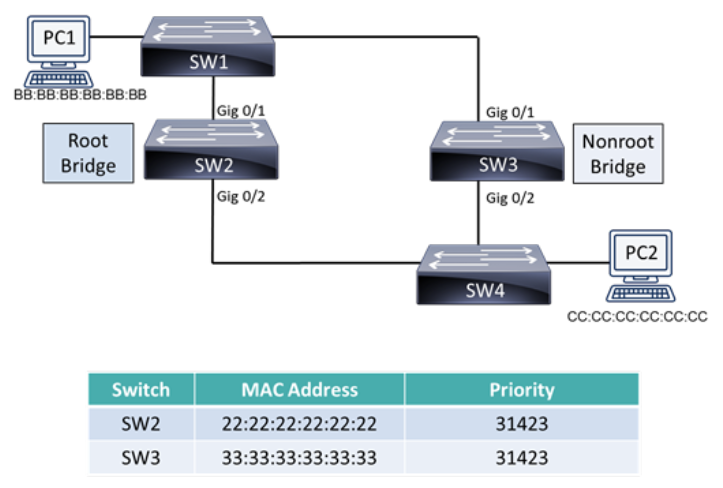 PC1
SW1
BB:BB:BB:BB:BB:BB
Gig 0/1
Gig 0/1
Root
Bridge
SW2
SW3
Nonroot
Bridge
Gig 0/2
Gig 0/2
PC2
SW4
CC:CC:CC:CC:CC:CC
Switch MAC Address Priority
SW2 22:22:22:22:22:22 31423
SW3 33:33:33:33:33:33 31423